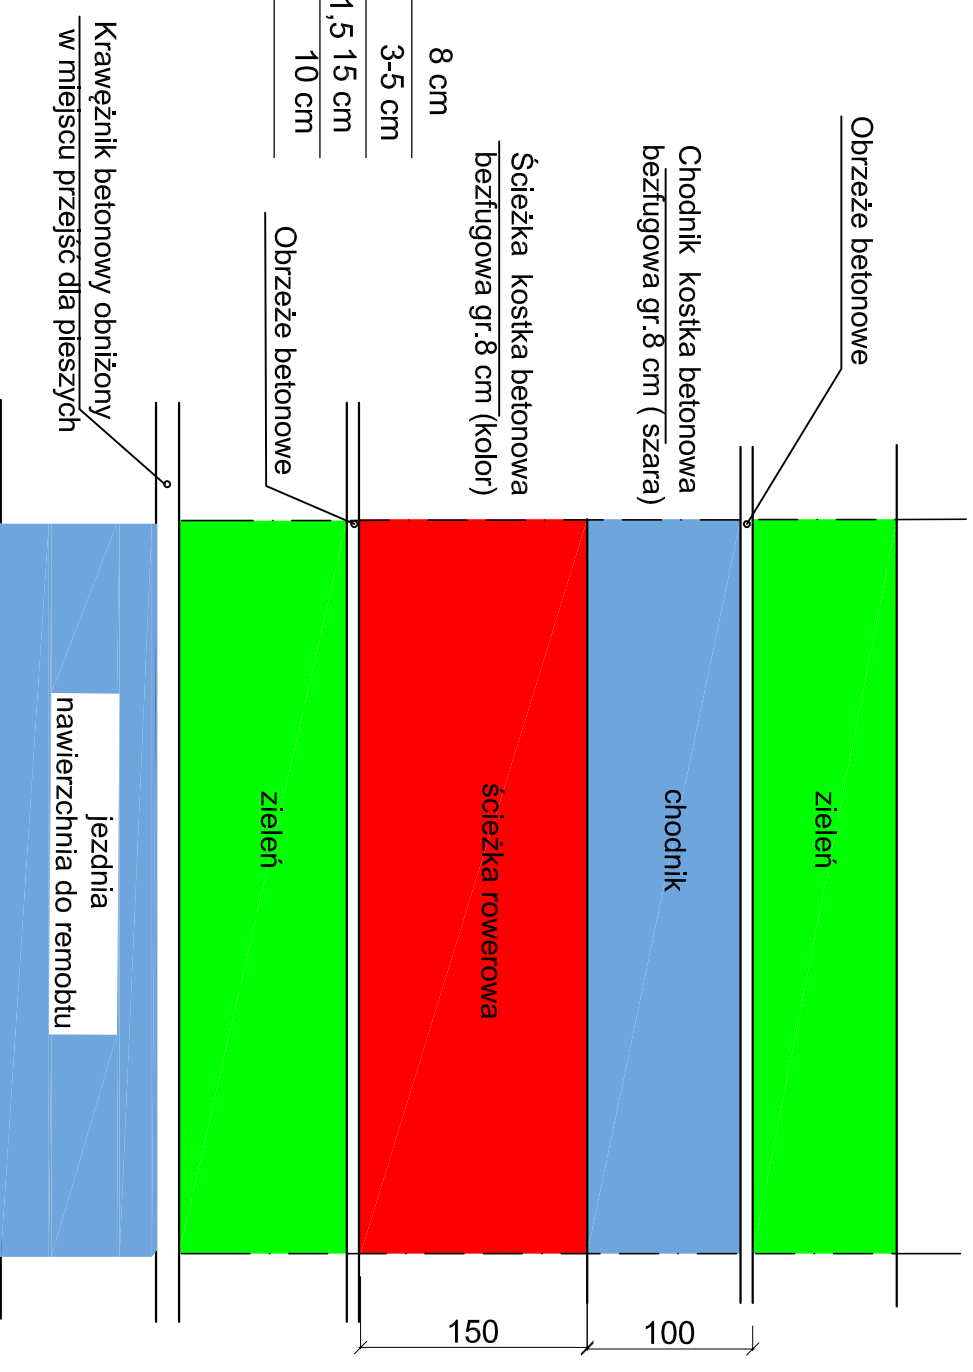 8 cm
3-5 cm
1,5 15 cm
10 cm
Obrzeże betonowe
Chodnik kostka betonowa
bezfugowa gr.8 cm ( szara)
Ścieżka kostka betonowa
bezfugowa gr.8 cm (kolor)
Obrzeże betonowe
Krawężnik betonowy obniżony
w miejscu przejść dla pieszych
zieleń
chodnik
ścieżka rowerowa
zieleń
jezdnia
nawierzchnia do remobtu
150
100